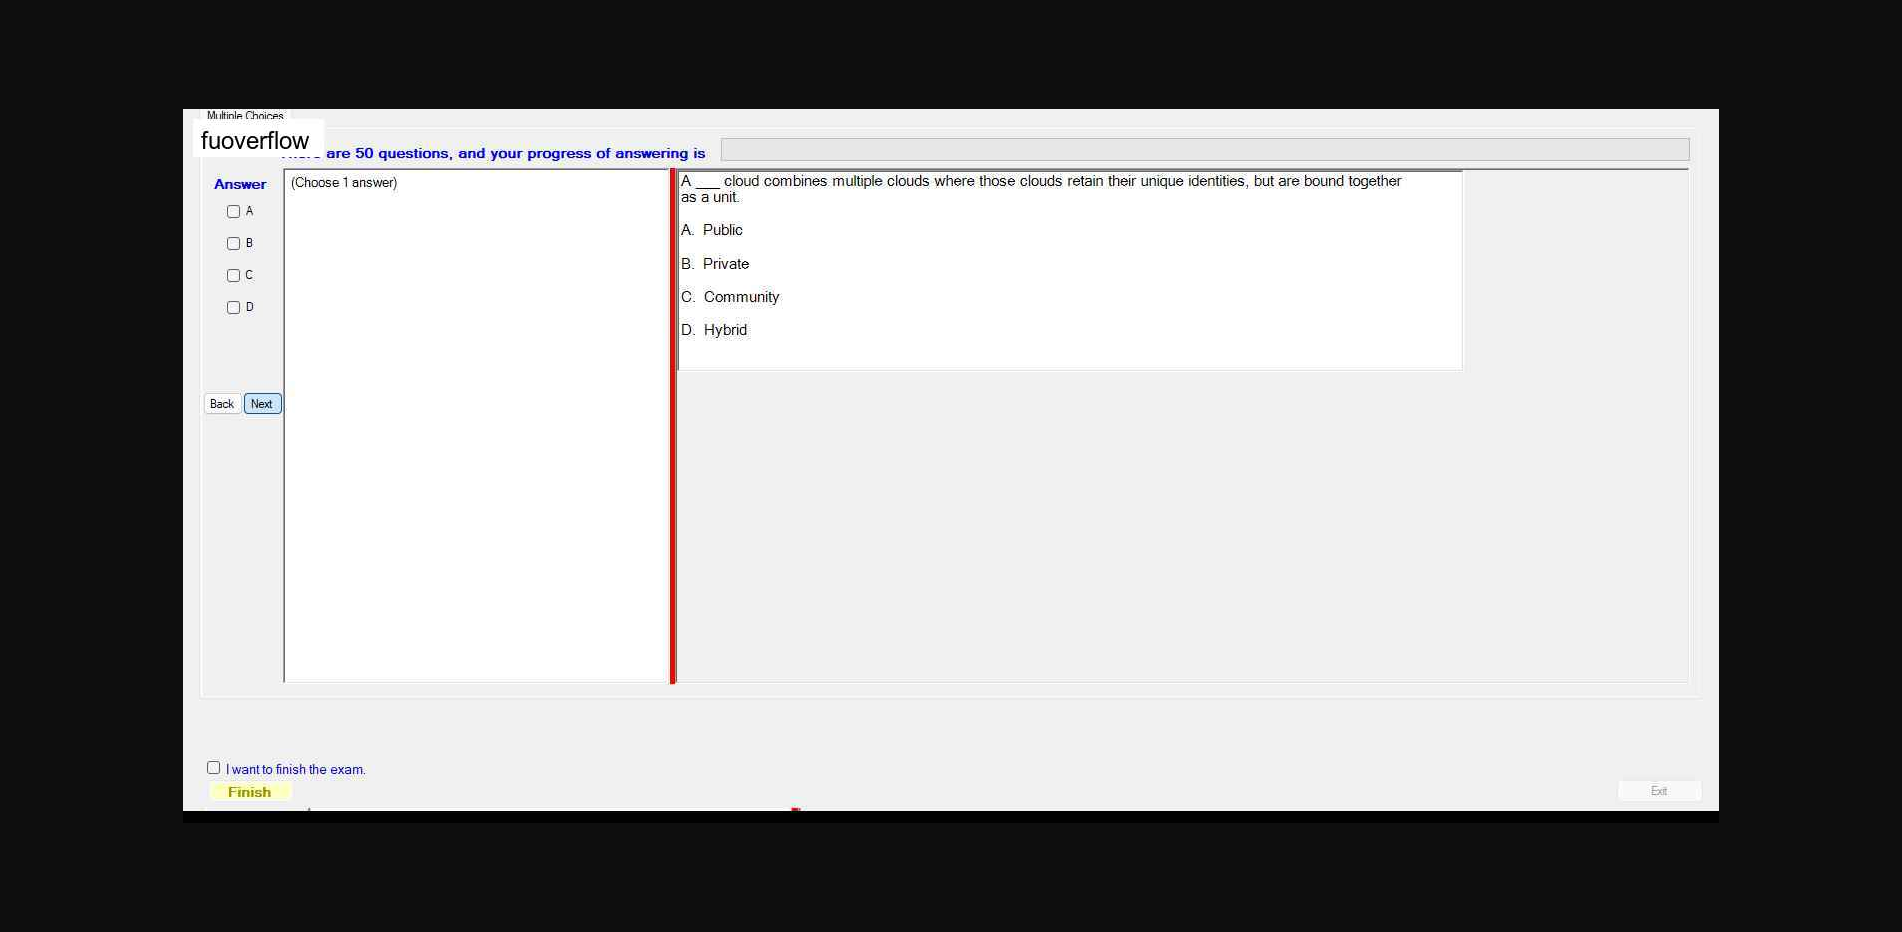 Multiple Choices
fuoverflow
are 50 questions, and your progress of answering is
Answer
(Choose 1 answer)
A
B
C
D
Back Next
A ___ cloud combines multiple clouds where those clouds retain their unique identities, but are bound together
as a unit.
A. Public
B. Private
C. Community
D. Hybrid
I want to finish the exam.
Finish
Exit